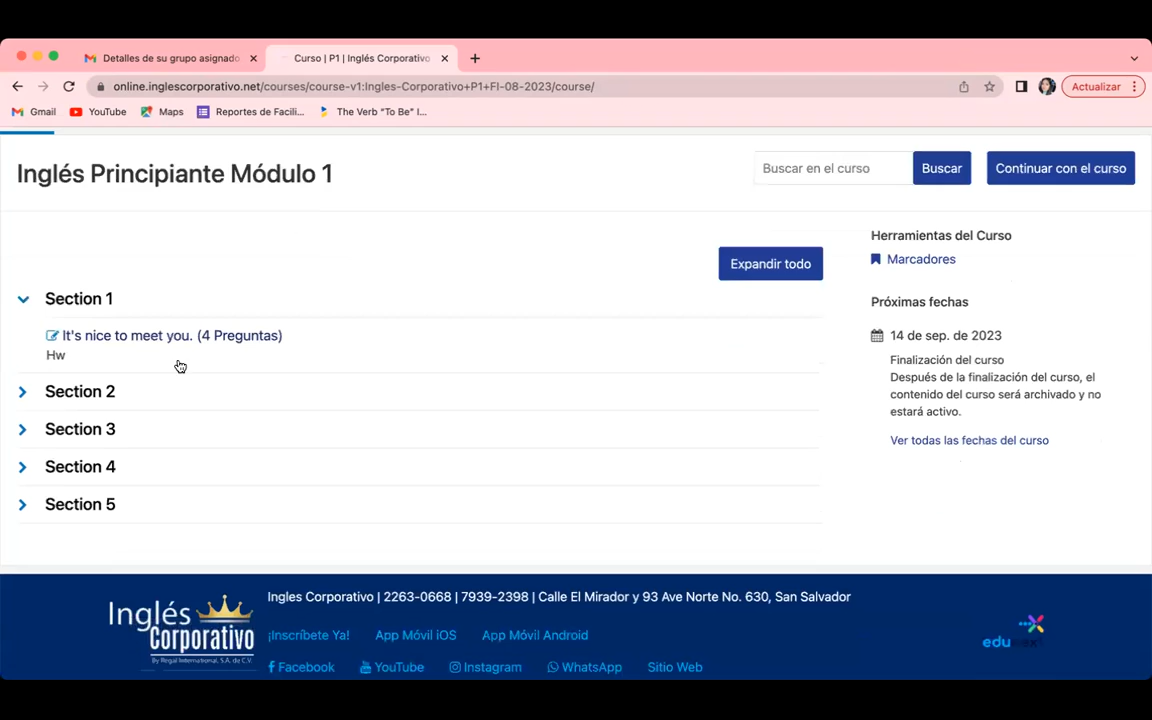 Detalles de su grupo asignado
Curso | P1 | Inglés Corporativo
online.inglescorporativo.net/courses/course-v1:Ingles-Corporativo+P1+FI-08-2023/course/
Actualizar
Gmail
YouTube
Maps
Reportes de Facili...
The Verb "To Be" I...
Inglés Principiante Módulo 1
Buscar en el curso
Buscar
Continuar con el curso
Expandir todo
Section 1
It's nice to meet you. (4 Preguntas)
Hw
Section 2
Section 3
Section 4
Section 5
Herramientas del Curso
Marcadores
Próximas fechas
14 de sep. de 2023
Finalización del curso
Después de la finalización del curso, el
contenido del curso será archivado y no
estará activo.
Ver todas las fechas del curso
Inglés
Corporativo
By Regal International, S.A. de C.V.
Ingles Corporativo | 2263-0668 | 7939-2398 | Calle El Mirador y 93 Ave Norte No. 630, San Salvador
¡Inscríbete Ya!
App Móvil iOS
App Móvil Android
Facebook
YouTube
Instagram
WhatsApp
Sitio Web